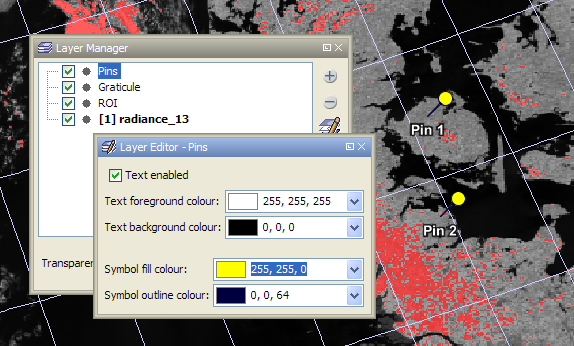 Layer Manager
Pins
Graticule
ROI
[1] radiance_13
Layer Editor - Pins
Text enabled
Text foreground colour: 255, 255, 255
Text background colour: 0, 0, 0
Symbol fill colour: 255, 255, 0
Symbol outline colour: 0, 0, 64
Transparen
Pin 1
Pin 2